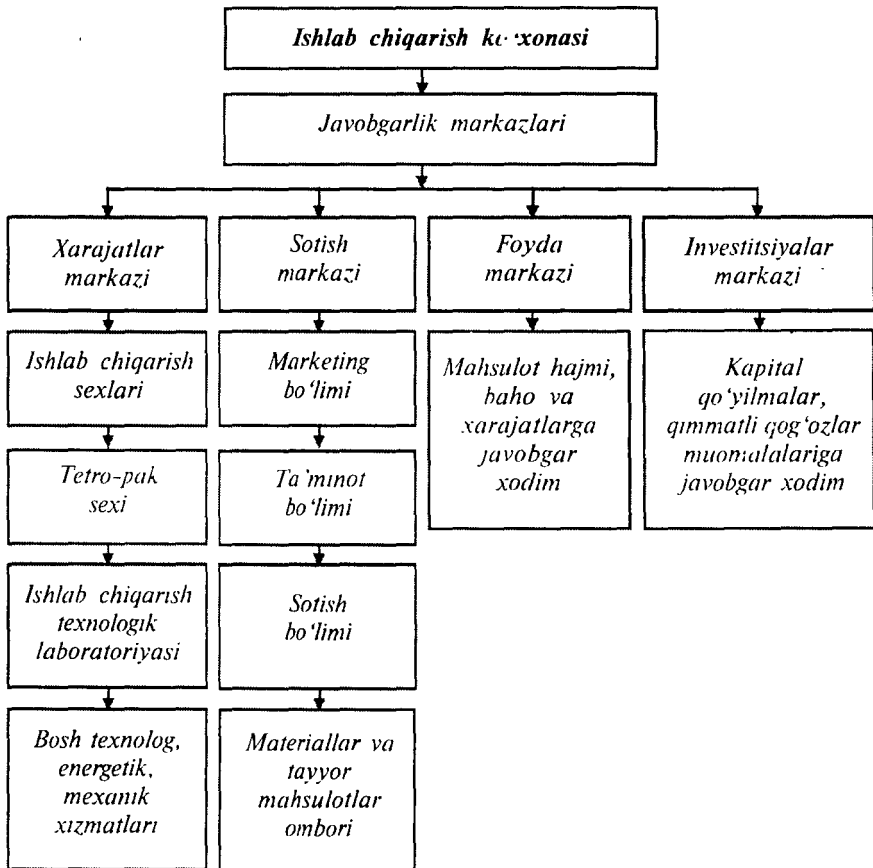 Ishlab chiqarish ko‘xonasi
Javobgarlik markazlari
Xarajatlar
markazi
Sotish
markazi
Foyda
markazi
Investitsiyalar
markazi
Ishlab chiqarish
sexlari
Marketing
bo‘limi
Mahsulot hajmi,
baho va
xarajatlarga
javobgar
xodim
Kapital
qo‘yilmalar,
qimmatli qog‘ozlar
muomalalariga
javobgar xodim
Tetro-pak
sexi
Ta’minot
bo‘limi
Ishlab chiqarish
texnologik
laboratoriyasi
Sotish
bo‘limi
Bosh texnolog,
energetik,
mexanik
xizmatlari
Materiallar va
tayyor
mahsulotlar
ombori